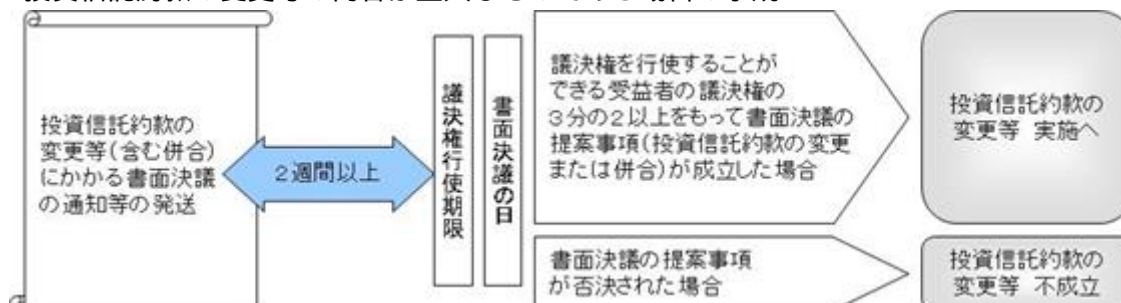 投資信託約款の
変更等(含む併合)
にかかる書面決議
の通知等の発送
2週間以上
議決権行使期限
書面決議の日
議決権を行使することが
できる受益者の議決権の
3分の2以上をもって書面決議の
提案事項(投資信託約款の変更
または併合)が成立した場合
投資信託約款の
変更等 実施へ
書面決議の提案事項
が否決された場合
投資信託約款の
変更等 不成立